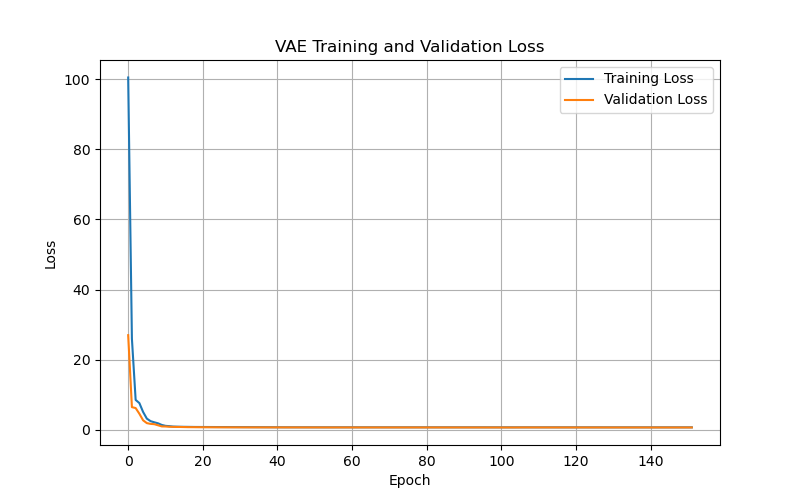 VAE Training and Validation Loss
Training Loss
Validation Loss
100
80
60
40
20
0
Loss
0 20 40 60 80 100 120 140
Epoch